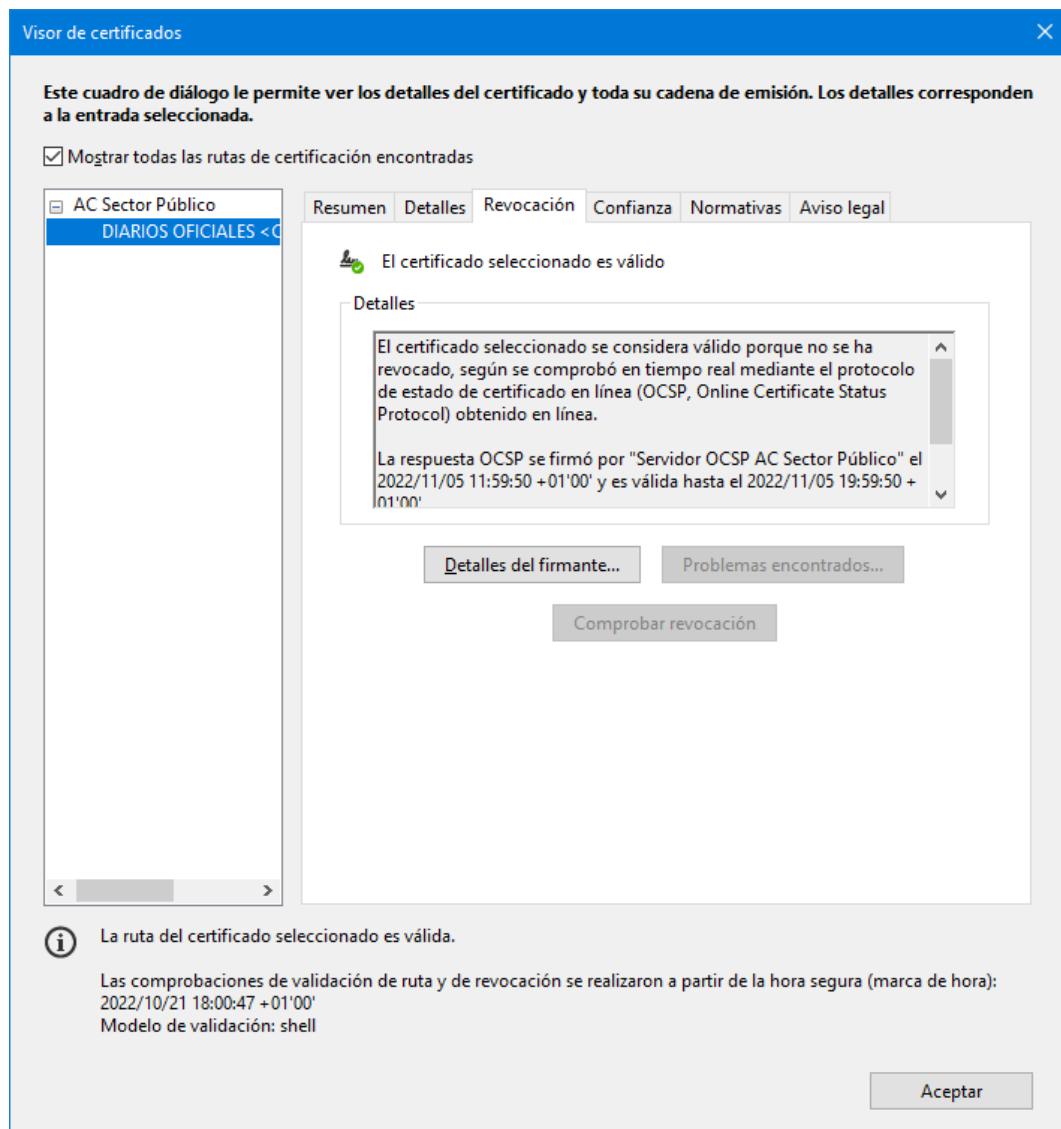 Visor de certificados
Este cuadro de diálogo le permite ver los detalles del certificado y toda su cadena de emisión. Los detalles corresponden
a la entrada seleccionada.
Mostrar todas las rutas de certificación encontradas
AC Sector Público
DIARIOS OFICIALES <C
Resumen Detalles Revocación Confianza Normativas Aviso legal
El certificado seleccionado es válido
Detalles
El certificado seleccionado se considera válido porque no se ha
revocado, según se comprobó en tiempo real mediante el protocolo
de estado de certificado en línea (OCSP, Online Certificate Status
Protocol) obtenido en línea.
La respuesta OCSP se firmó por "Servidor OCSP AC Sector Público" el
2022/11/05 11:59:50 +01'00' y es válida hasta el 2022/11/05 19:59:50 +
01'00'
Detalles del firmante... Problemas encontrados...
Comprobar revocación
La ruta del certificado seleccionado es válida.
Las comprobaciones de validación de ruta y de revocación se realizaron a partir de la hora segura (marca de hora):
2022/10/21 18:00:47 +01'00'
Modelo de validación: shell
Aceptar